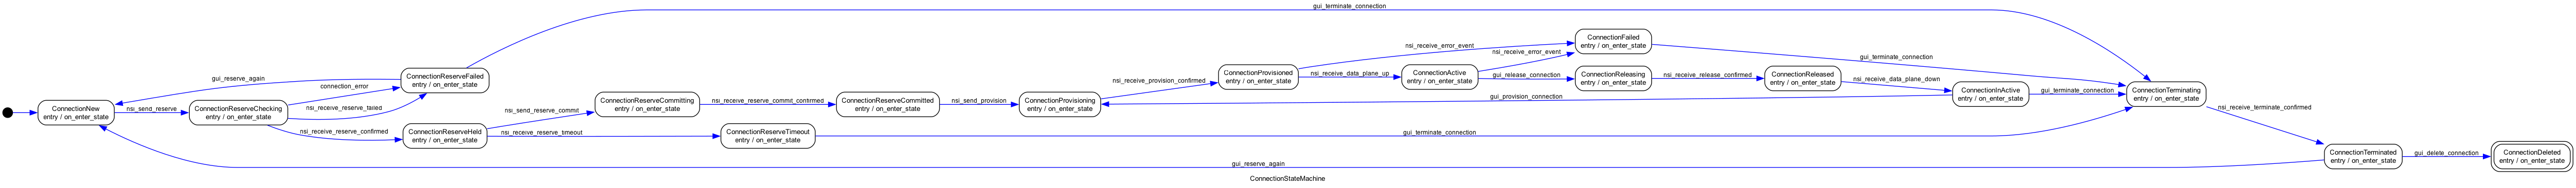 gui_terminate_connection
ConnectionFailed
entry / on_enter_state
nsi_receive_error_event
nsi_receive_error_event
gui_terminate_connection
ConnectionReserveFailed
entry / on_enter_state
gui_reserve_again
connection_error
nsi_receive_reserve_failed
ConnectionProvisioned
entry / on_enter_state
nsi_receive_data_plane_up
ConnectionActive
entry / on_enter_state
gui_release_connection
ConnectionReleasing
entry / on_enter_state
nsi_receive_release_confirmed
ConnectionReleased
entry / on_enter_state
nsi_receive_data_plane_down
nsi_receive_provision_confirmed
ConnectionInActive
entry / on_enter_state
gui_terminate_connection
ConnectionTerminating
entry / on_enter_state
gui_provision_connection
ConnectionNew
entry / on_enter_state
nsi_send_reserve
ConnectionReserveChecking
entry / on_enter_state
nsi_send_reserve_commit
ConnectionReserveCommitting
entry / on_enter_state
nsi_receive_reserve_commit_confirmed
ConnectionReserveCommitted
entry / on_enter_state
nsi_send_provision
ConnectionProvisioning
entry / on_enter_state
nsi_receive_terminate_confirmed
nsi_receive_reserve_confirmed
ConnectionReserveHeld
entry / on_enter_state
nsi_receive_reserve_timeout
ConnectionReserveTimeout
entry / on_enter_state
gui_terminate_connection
ConnectionTerminated
entry / on_enter_state
gui_delete_connection
ConnectionDeleted
entry / on_enter_state
gui_reserve_again
ConnectionStateMachine